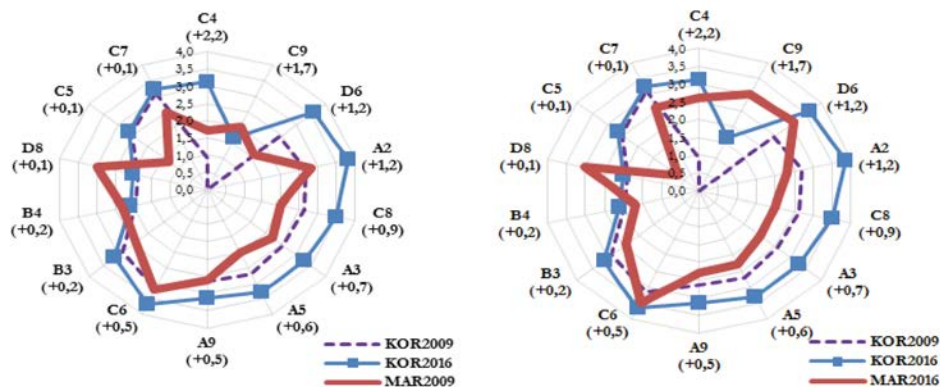 C4
(+2,2)
C9
(+1,7)
D6
(+1,2)
A2
(+1,2)
C8
(+0,9)
A3
(+0,7)
A5
(+0,6)
A9
(+0,5)
C6
(+0,5)
B3
(+0,2)
B4
(+0,2)
D8
(+0,1)
C5
(+0,1)
C7
(+0,1)
4,0
3,5
3,0
2,5
2,0
1,5
1,0
0,5
0,0
KOR2009
KOR2016
MAR2009
C4
(+2,2)
C9
(+1,7)
D6
(+1,2)
A2
(+1,2)
C8
(+0,9)
A3
(+0,7)
A5
(+0,6)
A9
(+0,5)
C6
(+0,5)
B3
(+0,2)
B4
(+0,2)
D8
(+0,1)
C5
(+0,1)
C7
(+0,1)
4,0
3,5
3,0
2,5
2,0
1,5
1,0
0,5
0,0
KOR2009
KOR2016
MAR2016